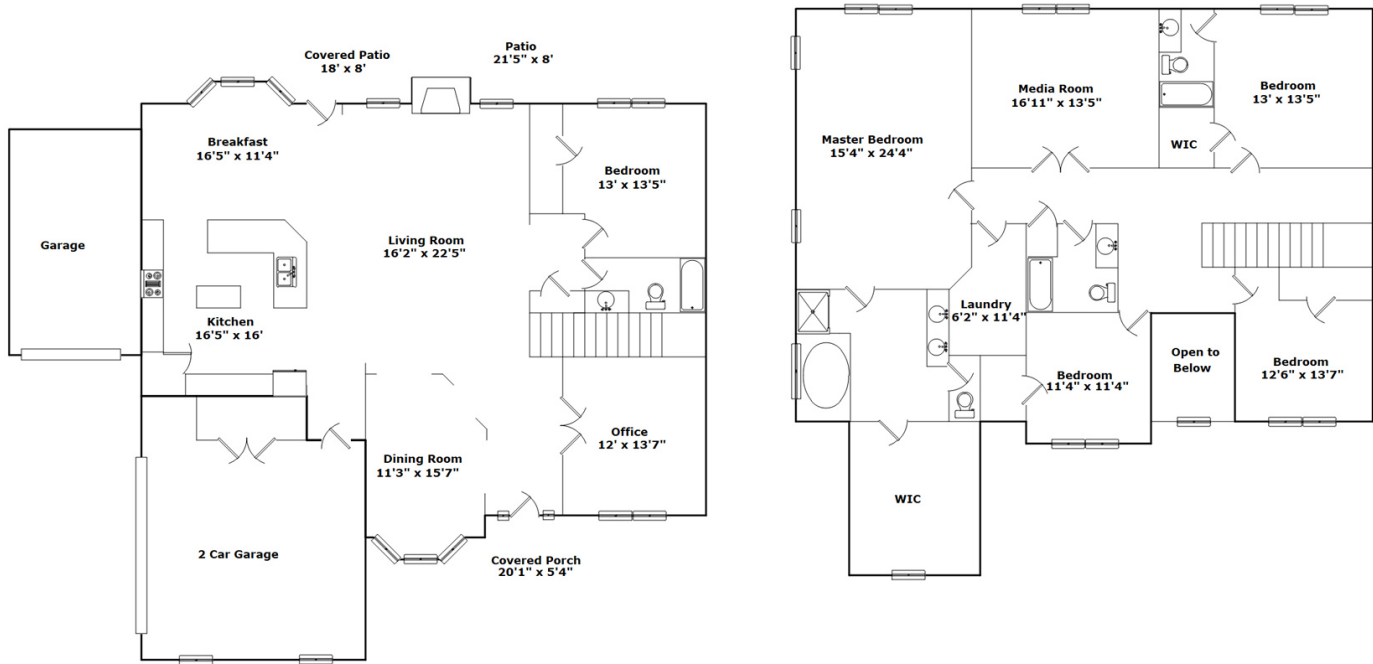 Covered Patio
18' x 8'
Patio
21'5" x 8'
Breakfast
16'5" x 11'4"
Bedroom
13' x 13'5"
Garage
Living Room
16'2" x 22'5"
Kitchen
16'5" x 16'
Office
12' x 13'7"
Dining Room
11'3" x 15'7"
2 Car Garage
Covered Porch
20'1" x 5'4"
Media Room
16'11" x 13'5"
Bedroom
13' x 13'5"
Master Bedroom
15'4" x 24'4"
WIC
Laundry
6'2" x 11'4"
Open to
Below
Bedroom
11'4" x 11'4"
Bedroom
12'6" x 13'7"
WIC